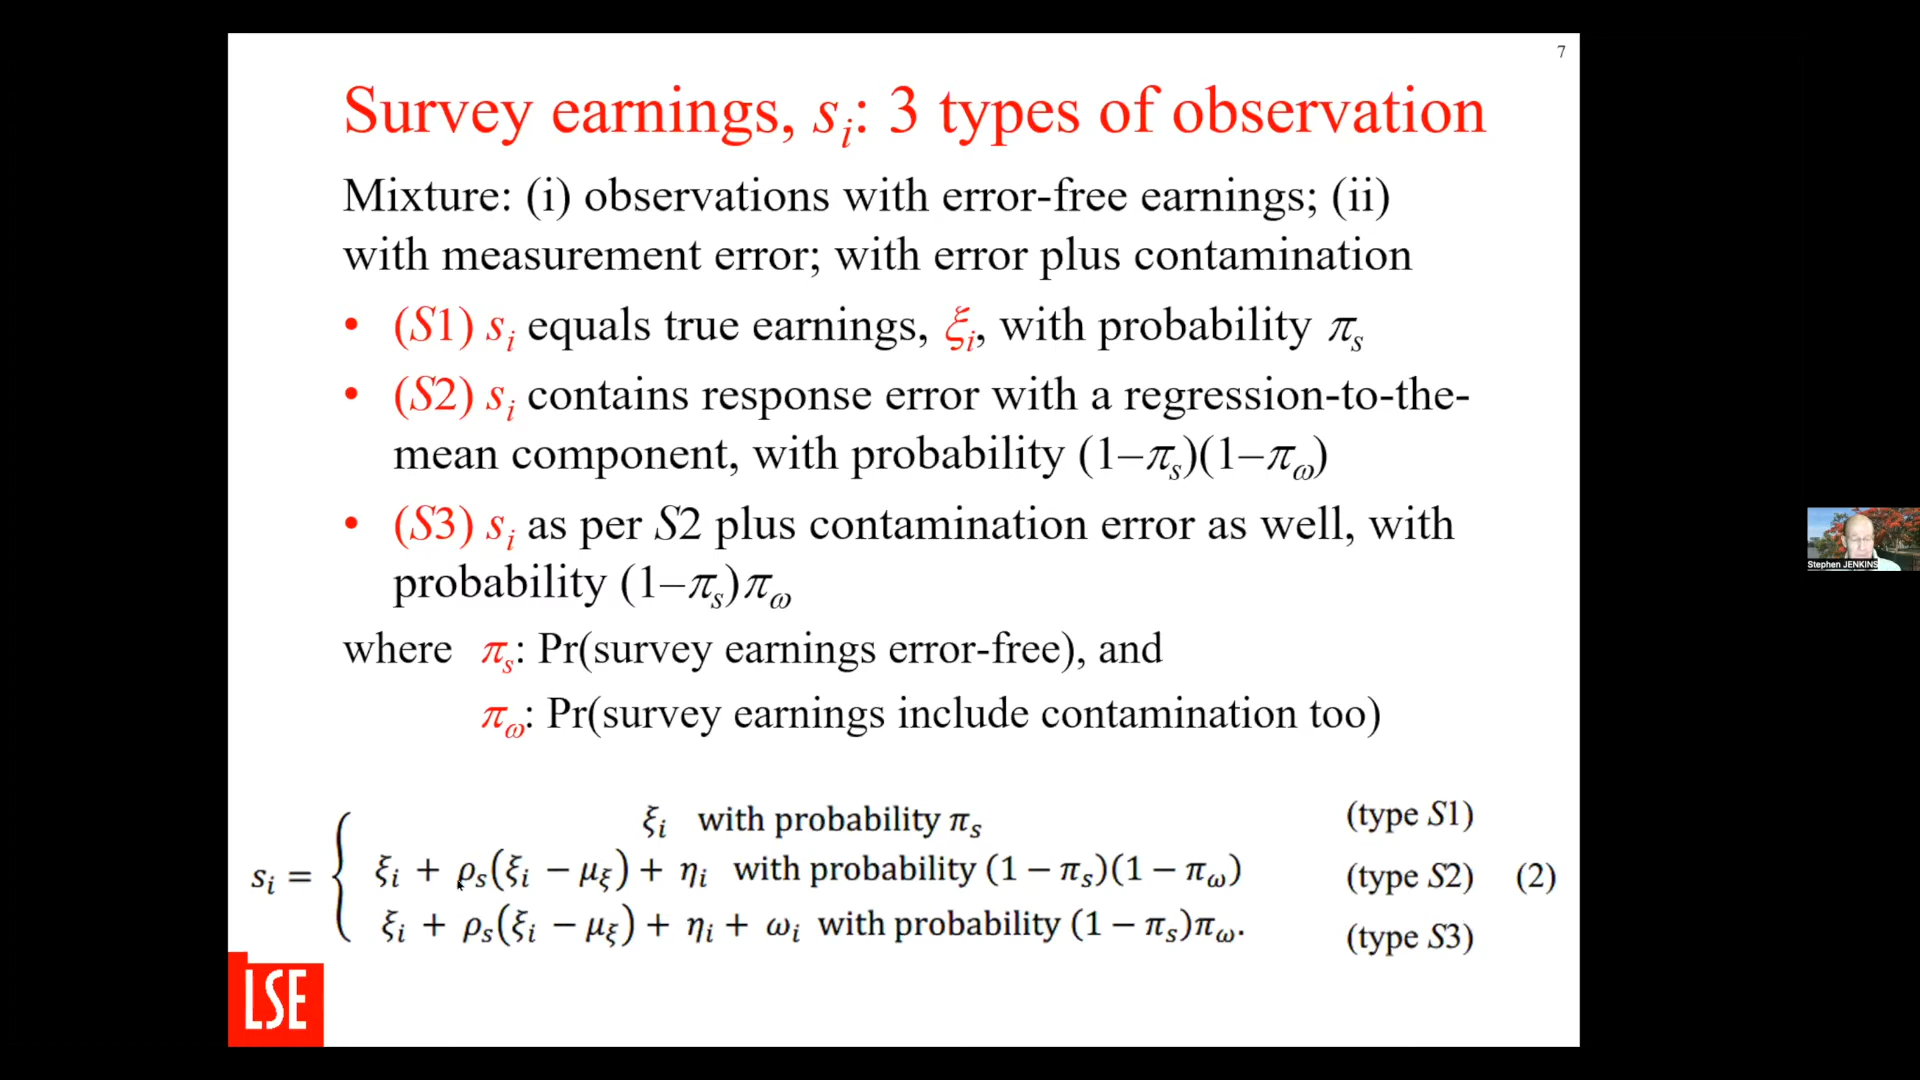 7
Survey earnings, sᵢ: 3 types of observation
Mixture: (i) observations with error-free earnings; (ii)
with measurement error; with error plus contamination
• (S1) sᵢ equals true earnings, ξᵢ, with probability πₛ
• (S2) sᵢ contains response error with a regression-to-the-
mean component, with probability (1–πₛ)(1–π_ω)
• (S3) sᵢ as per S2 plus contamination error as well, with
probability (1–πₛ)π_ω
where πₛ: Pr(survey earnings error-free), and
π_ω: Pr(survey earnings include contamination too)
ξᵢ with probability πₛ (type S1)
sᵢ = { ξᵢ + ρₛ(ξᵢ − μ_ξ) + ηᵢ with probability (1 − πₛ)(1 − π_ω) (type S2) (2)
ξᵢ + ρₛ(ξᵢ − μ_ξ) + ηᵢ + ωᵢ with probability (1 − πₛ)π_ω. (type S3)
LSE
Stephen JENKINS